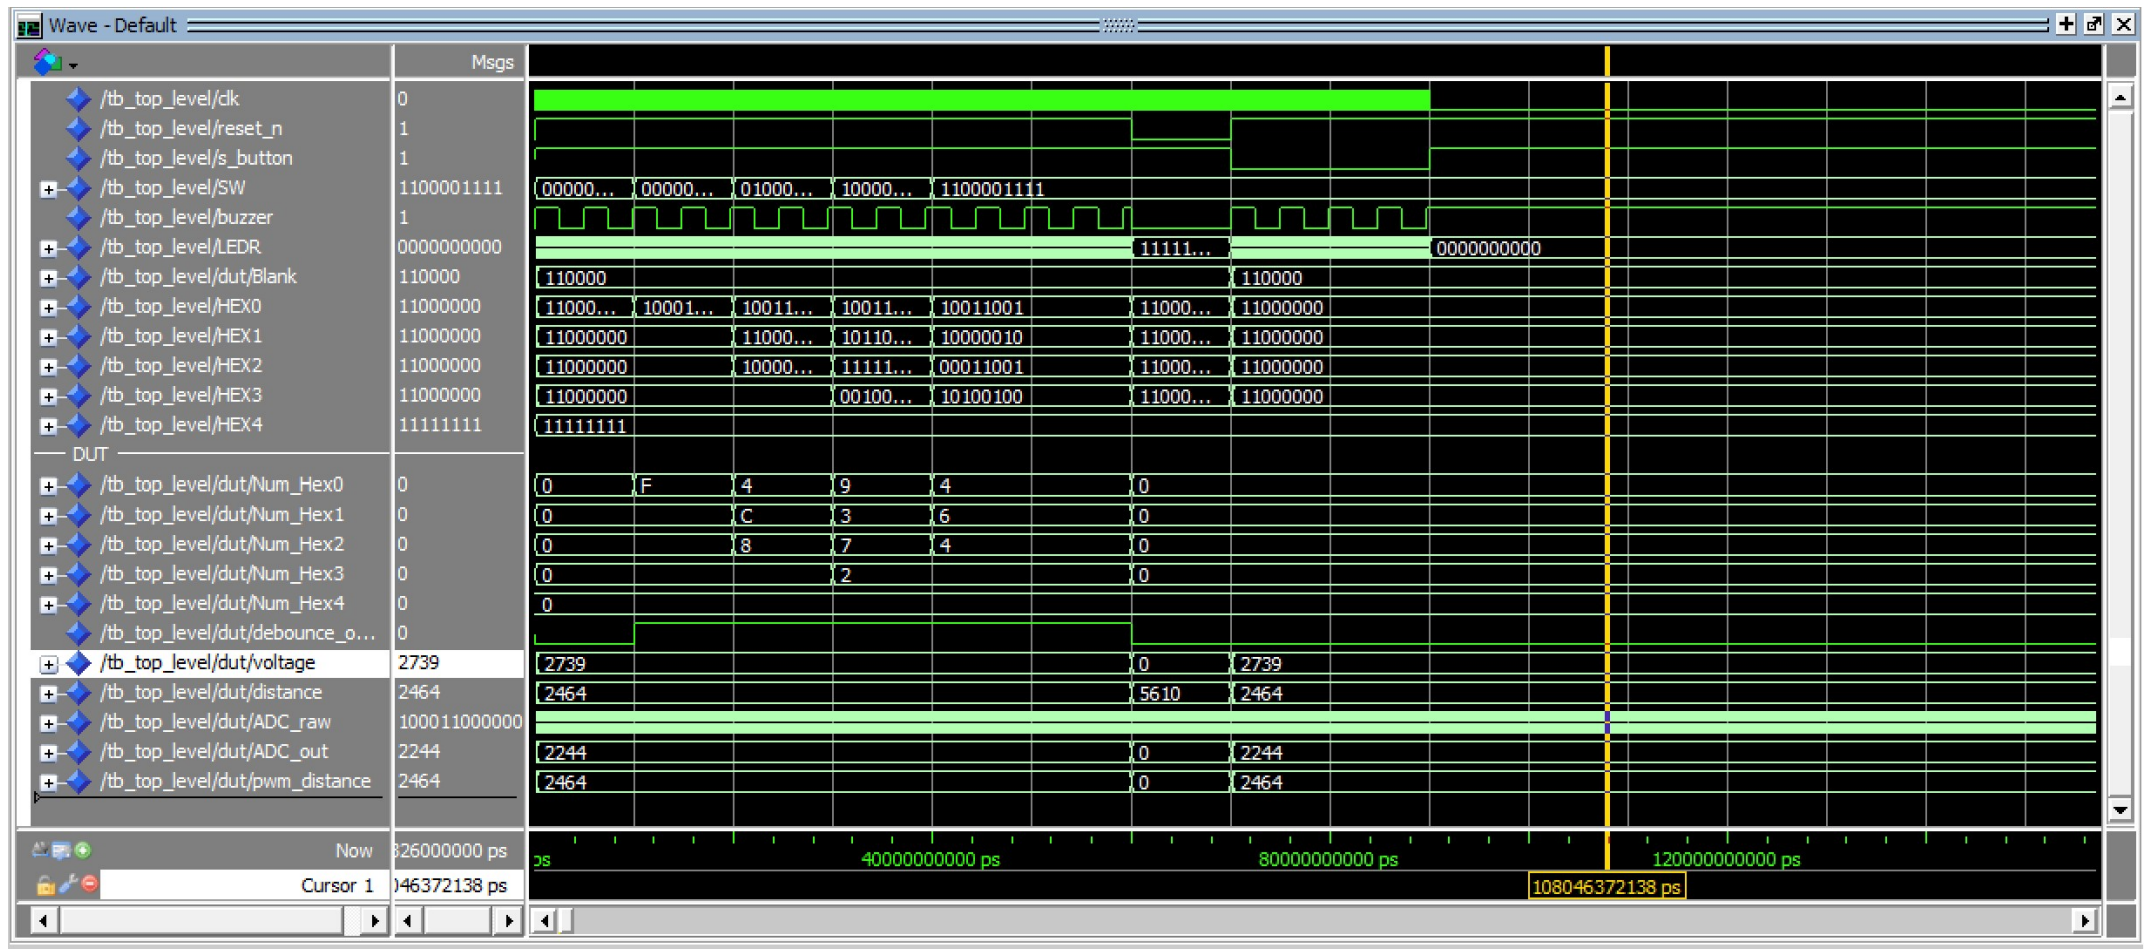 Wave - Default
Msgs
/tb_top_level/clk 0
/tb_top_level/reset_n 1
/tb_top_level/s_button 1
/tb_top_level/SW 1100001111 00000... 00000... 01000... 10000... 1100001111
/tb_top_level/buzzer 1
/tb_top_level/LEDR 0000000000 11111... 0000000000
/tb_top_level/dut/Blank 110000 110000 110000
/tb_top_level/HEX0 11000000 11000... 10001... 10011... 10011... 10011001 11000... 11000000
/tb_top_level/HEX1 11000000 11000000 11000... 10110... 10000010 11000... 11000000
/tb_top_level/HEX2 11000000 11000000 10000... 11111... 00011001 11000... 11000000
/tb_top_level/HEX3 11000000 11000000 00100... 10100100 11000... 11000000
/tb_top_level/HEX4 11111111 11111111
DUT
/tb_top_level/dut/Num_Hex0 0 0 F 4 9 4 0
/tb_top_level/dut/Num_Hex1 0 0 C 3 6 0
/tb_top_level/dut/Num_Hex2 0 0 8 7 4 0
/tb_top_level/dut/Num_Hex3 0 0 2 0
/tb_top_level/dut/Num_Hex4 0 0
/tb_top_level/dut/debounce_o... 0
/tb_top_level/dut/voltage 2739 2739 0 2739
/tb_top_level/dut/distance 2464 2464 5610 2464
/tb_top_level/dut/ADC_raw 100011000000
/tb_top_level/dut/ADC_out 2244 2244 0 2244
/tb_top_level/dut/pwm_distance 2464 2464 0 2464
Now 326000000 ps ps 40000000000 ps 80000000000 ps 120000000000 ps
Cursor 1 046372138 ps 108046372138 ps